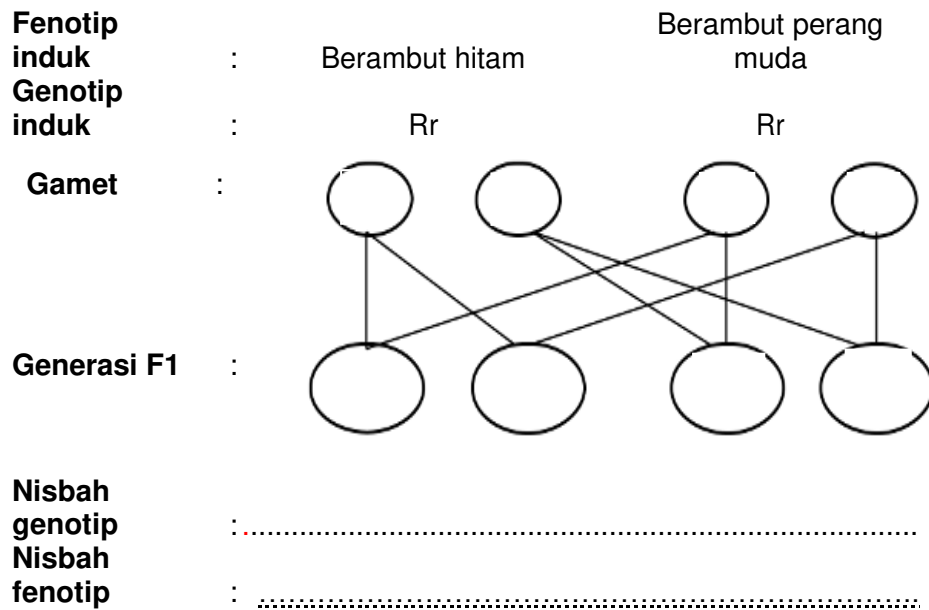 Fenotip
induk : Berambut hitam Berambut perang
muda
Genotip
induk : Rr Rr
Gamet :
Generasi F1 :
Nisbah
genotip :..........................................................................
Nisbah
fenotip : ..........................................................................